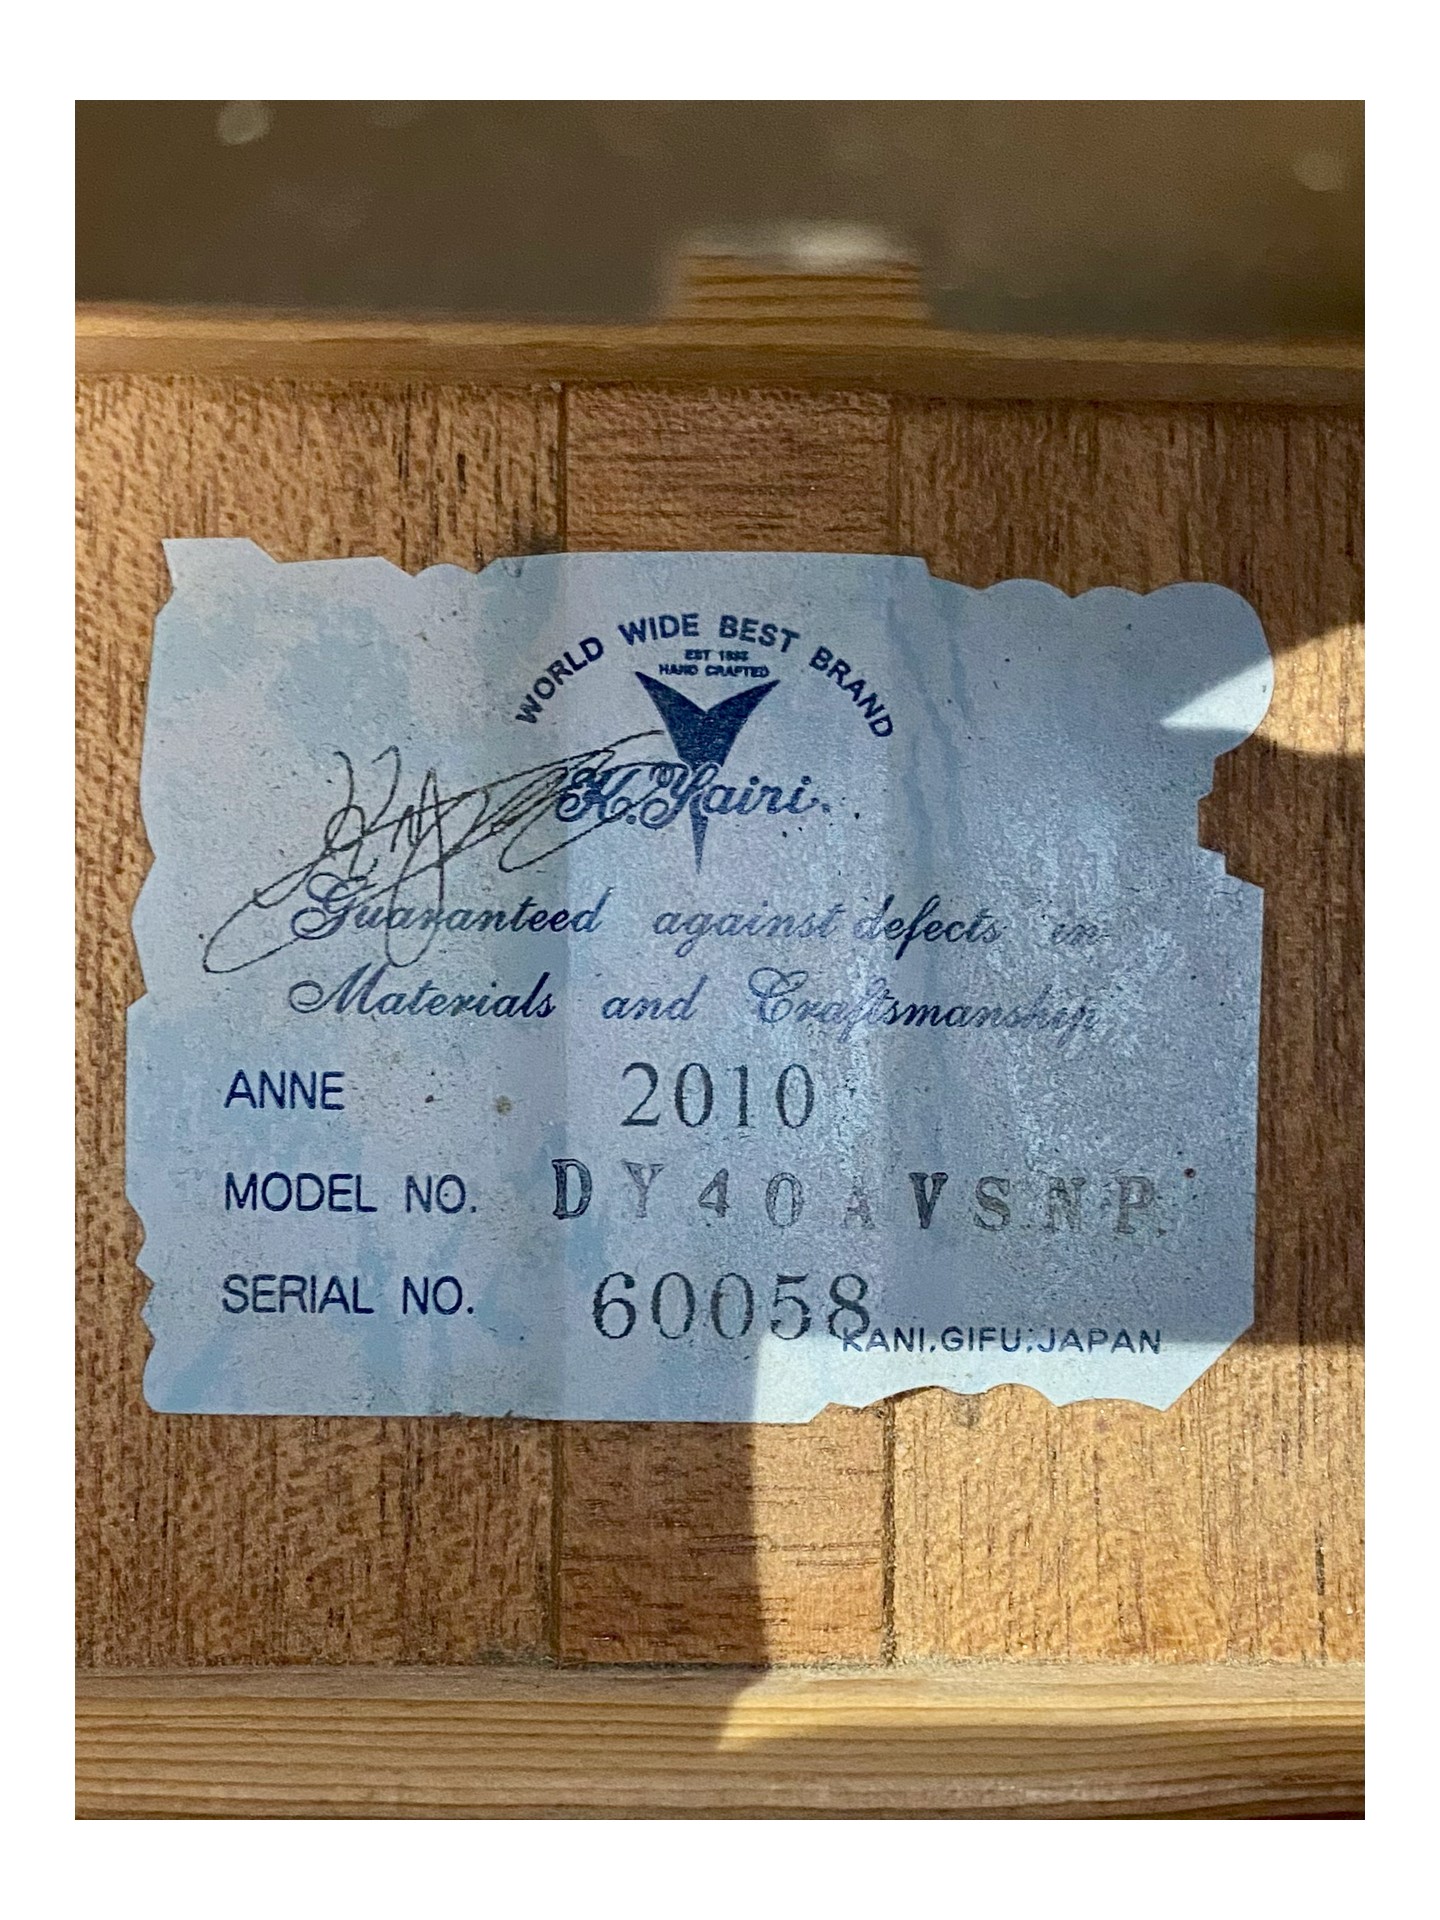 WORLD WIDE BEST BRAND
HAND CRAFTED
K.Yairi.
Guaranteed against defects in
Materials and Craftsmanship
ANNE 2010
MODEL NO. DY40AVSNP
SERIAL NO. 60058
KANI.GIFU.JAPAN